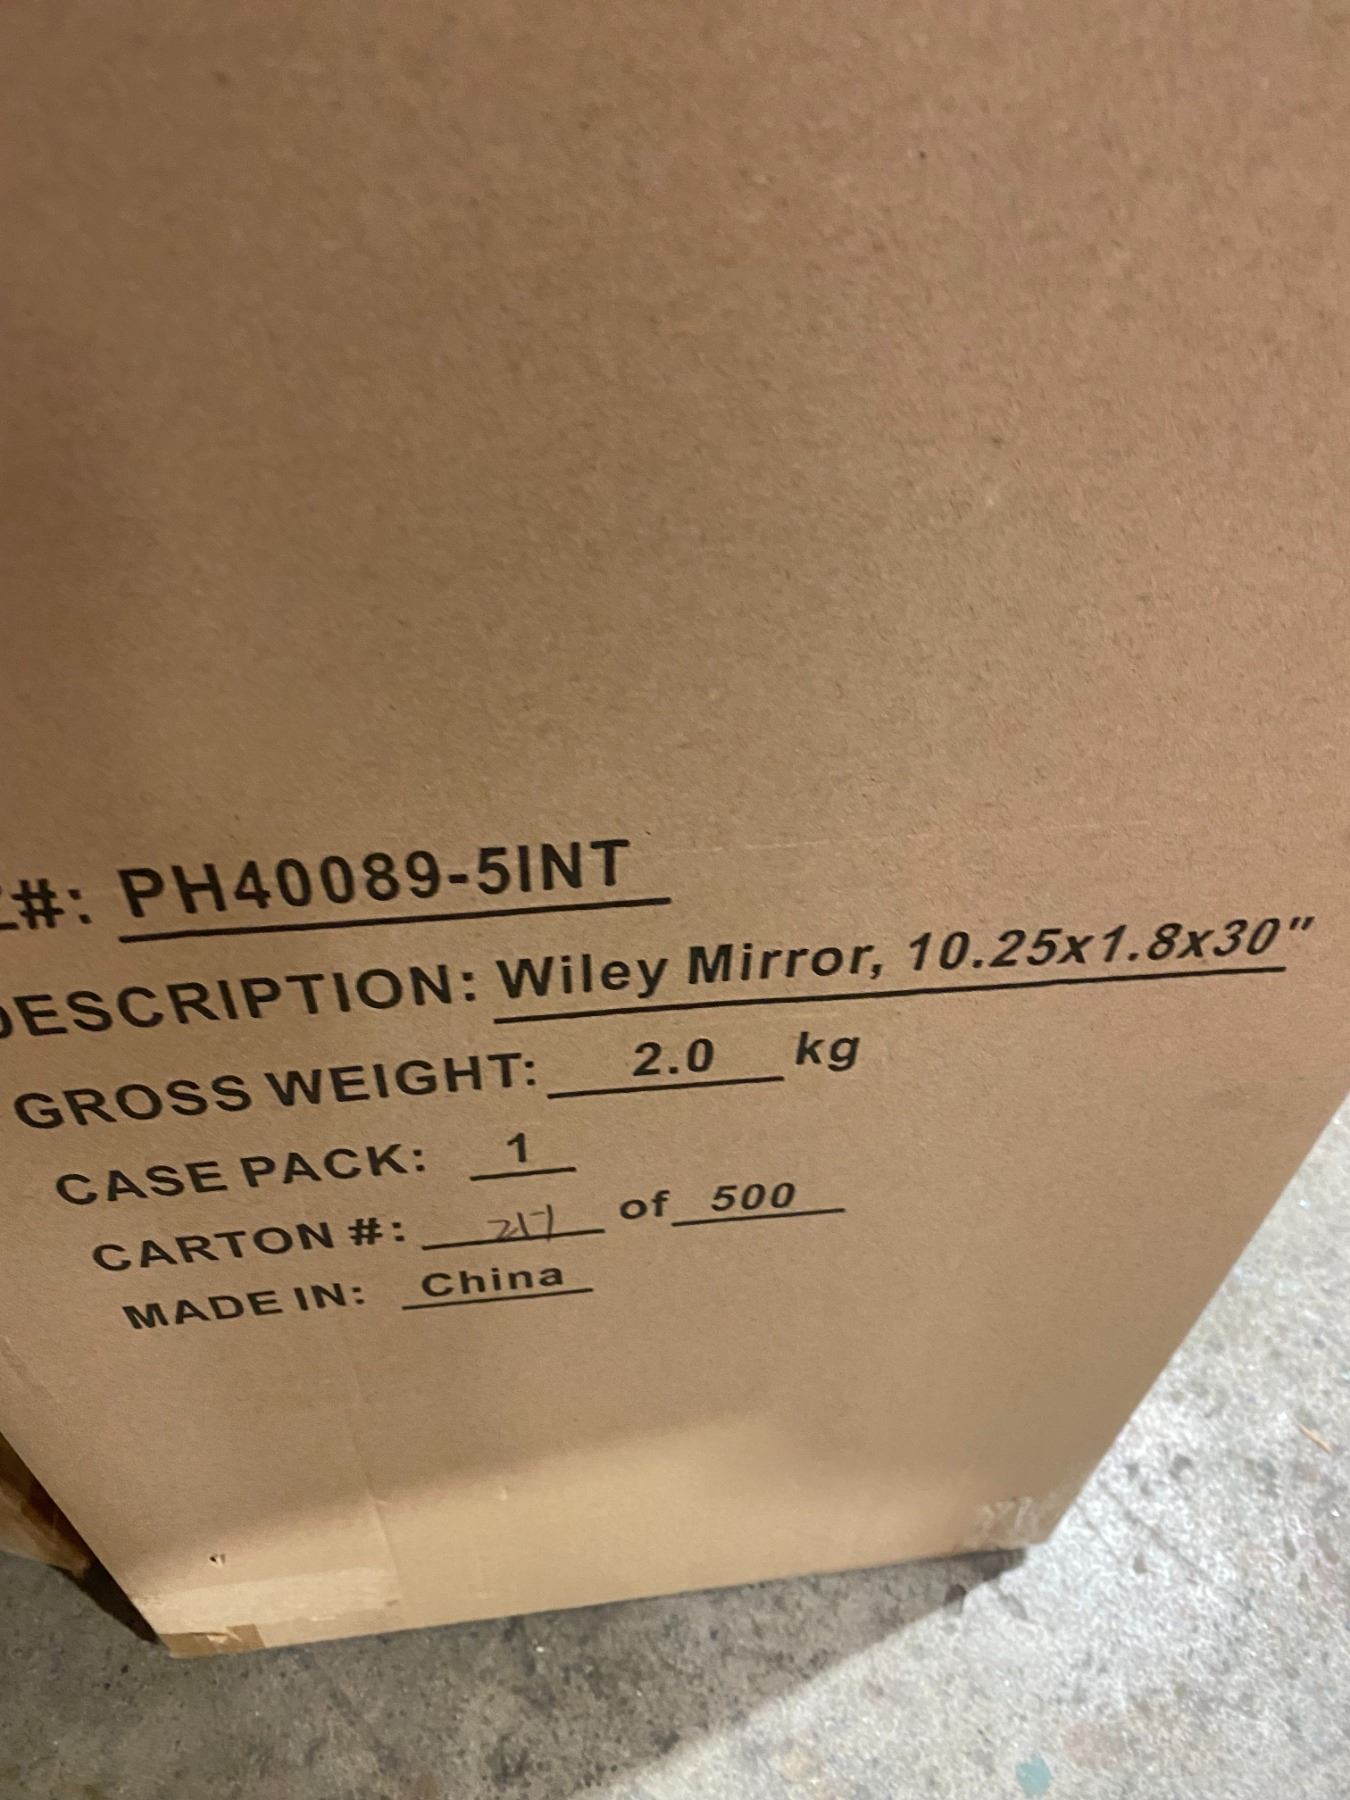 #: PH40089-5INT
DESCRIPTION: Wiley Mirror, 10.25x1.8x30"
GROSS WEIGHT: 2.0 kg
CASE PACK: 1
CARTON #: 217 of 500
MADE IN: China